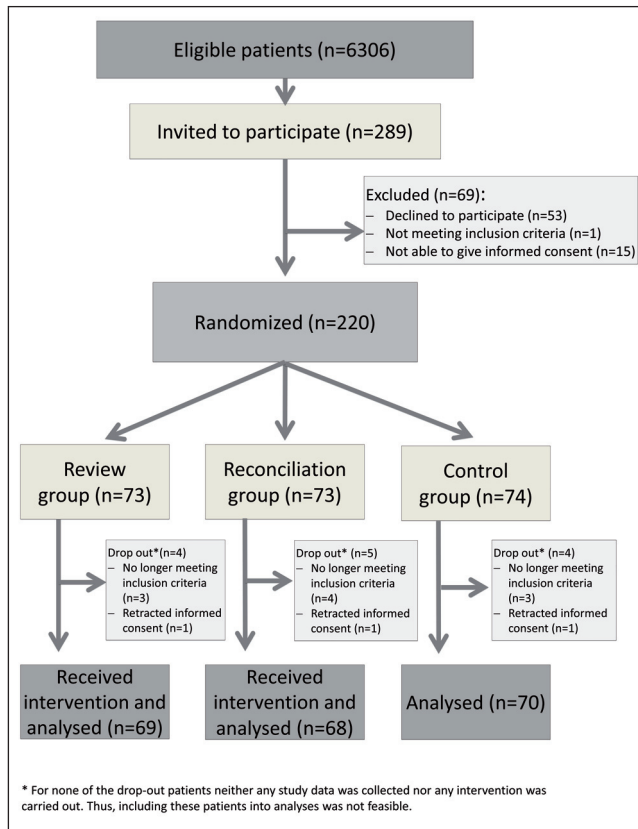 Eligible patients (n=6306)
Invited to participate (n=289)
Excluded (n=69):
– Declined to participate (n=53)
– Not meeting inclusion criteria (n=1)
– Not able to give informed consent (n=15)
Randomized (n=220)
Review
group (n=73)
Drop out*(n=4)
– No longer meeting
inclusion criteria
(n=3)
– Retracted informed
consent (n=1)
Received
intervention and
analysed (n=69)
Reconciliation
group (n=73)
Drop out* (n=5)
– No longer meeting
inclusion criteria
(n=4)
– Retracted informed
consent (n=1)
Received
intervention and
analysed (n=68)
Control
group (n=74)
Drop out* (n=4)
– No longer meeting
inclusion criteria
(n=3)
– Retracted informed
consent (n=1)
Analysed (n=70)
* For none of the drop-out patients neither any study data was collected nor any intervention was
carried out. Thus, including these patients into analyses was not feasible.